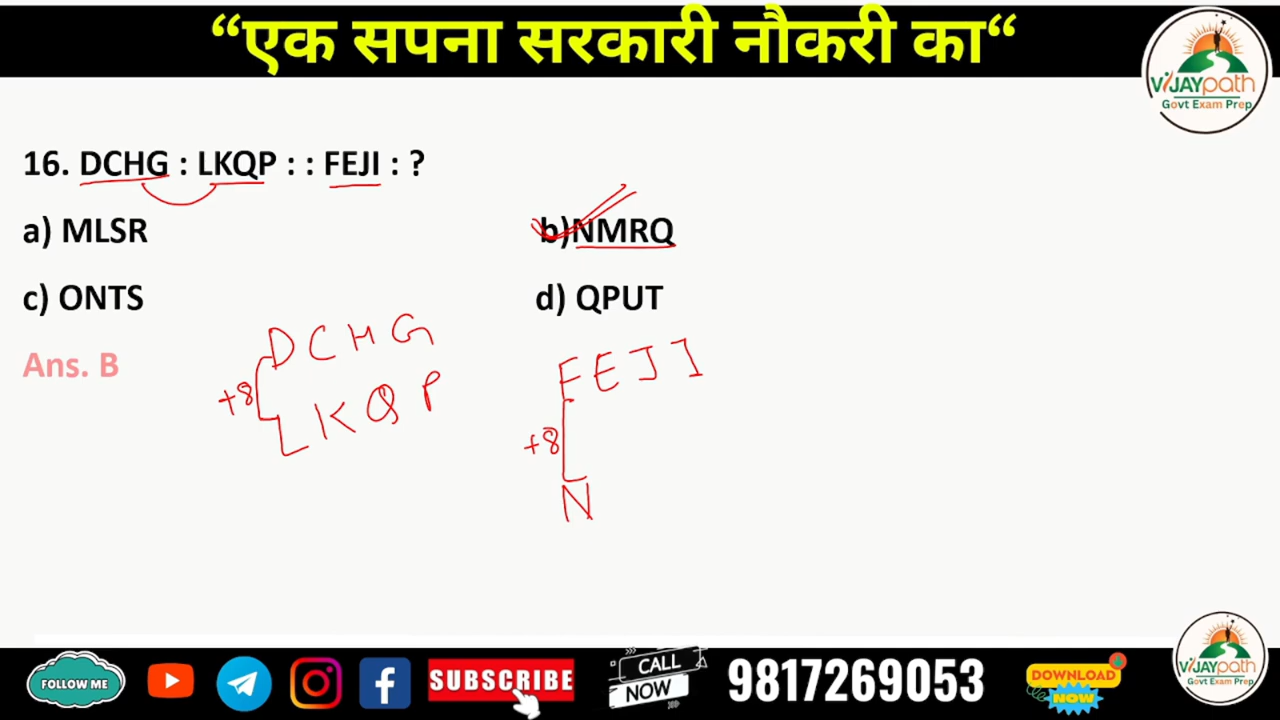 “एक सपना सरकारी नौकरी का“
VIJAYpath
Govt Exam Prep
16. DCHG : LKQP : : FEJI : ?
a) MLSR
b)NMRQ
c) ONTS
d) QPUT
Ans. B
DCHG
+8
LKQP
FEJI
+8
N
FOLLOW ME
SUBSCRIBE
CALL
NOW
9817269053
DOWNLOAD
NOW
VIJAYpath
Govt Exam Prep